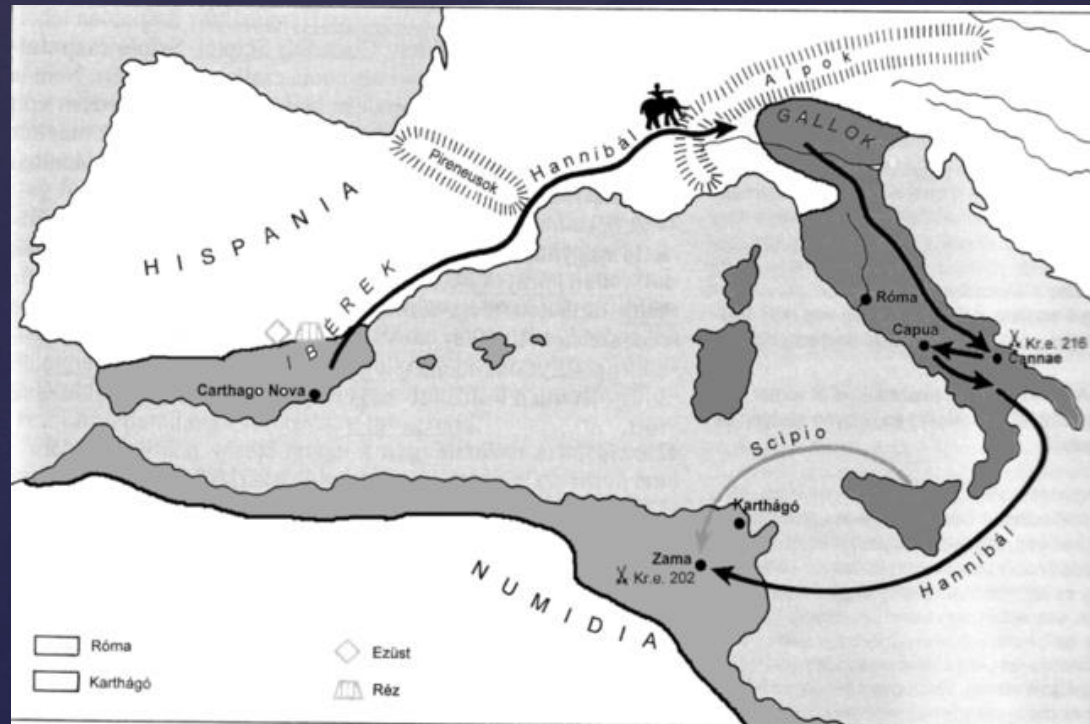 Alpok
GALLOK
Hannibál
Pireneusok
HISPANIA
IBÉREK
Róma
Capua
Kr.e. 216
Cannae
Carthago Nova
Scipio
Karthágó
Zama
Kr.e. 202
Hannibál
NUMIDIA
Róma
Karthágó
Ezüst
Réz